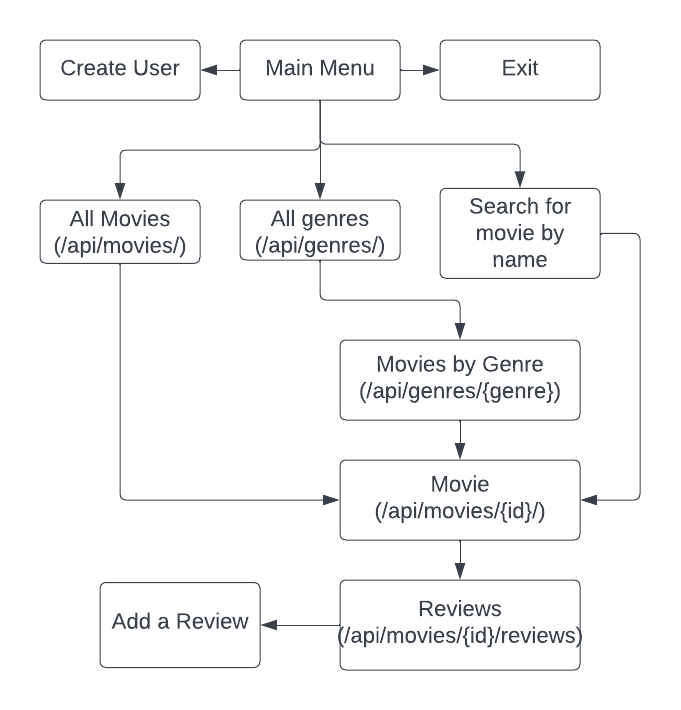 Create User
Main Menu
Exit
All Movies
(/api/movies/)
All genres
(/api/genres/)
Search for
movie by
name
Movies by Genre
(/api/genres/{genre})
Movie
(/api/movies/{id}/)
Add a Review
Reviews
(/api/movies/{id}/reviews)